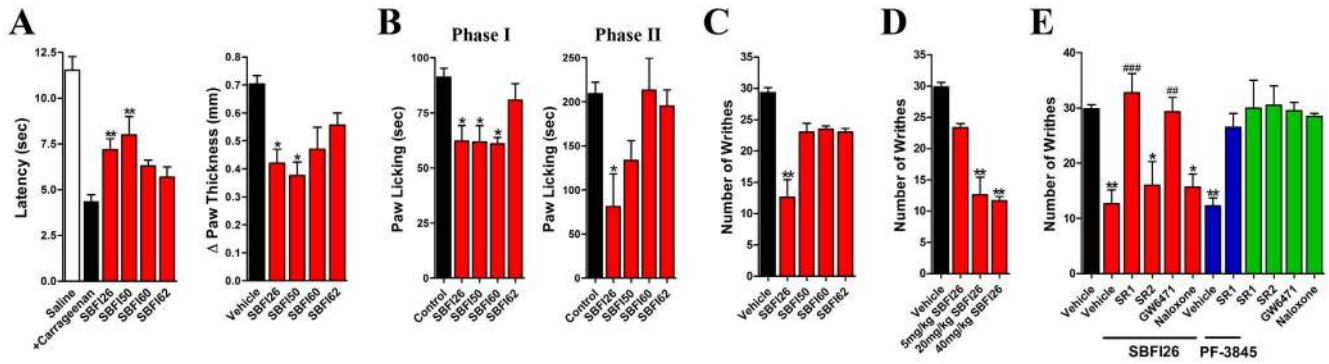 A
B
C
D
E
Phase I
Phase II
Latency (sec)
12.5
10.0
7.5
5.0
2.5
**
**
Saline
+Carrageenan
SBFI26
SBFI50
SBFI60
SBFI62
Δ Paw Thickness (mm)
0.8
0.7
0.6
0.5
0.4
0.3
0.2
0.1
0.0
*
*
Vehicle
SBFI26
SBFI50
SBFI60
SBFI62
Paw Licking (sec)
100
75
50
25
0
*
*
*
Control
SBFI26
SBFI50
SBFI60
SBFI62
Paw Licking (sec)
250
200
150
100
50
0
*
Control
SBFI26
SBFI50
SBFI60
SBFI62
Number of Writhes
35
30
25
20
15
10
5
0
**
Vehicle
SBFI26
SBFI50
SBFI60
SBFI62
Number of Writhes
35
30
25
20
15
10
5
0
**
**
Vehicle
5mg/kg SBFI26
20mg/kg SBFI26
40mg/kg SBFI26
Number of Writhes
40
30
20
10
0
**
###
*
##
*
**
Vehicle
Vehicle
SR1
SR2
GW6471
Naloxone
Vehicle
SR1
SR1
SR2
GW6471
Naloxone
SBFI26
PF-3845